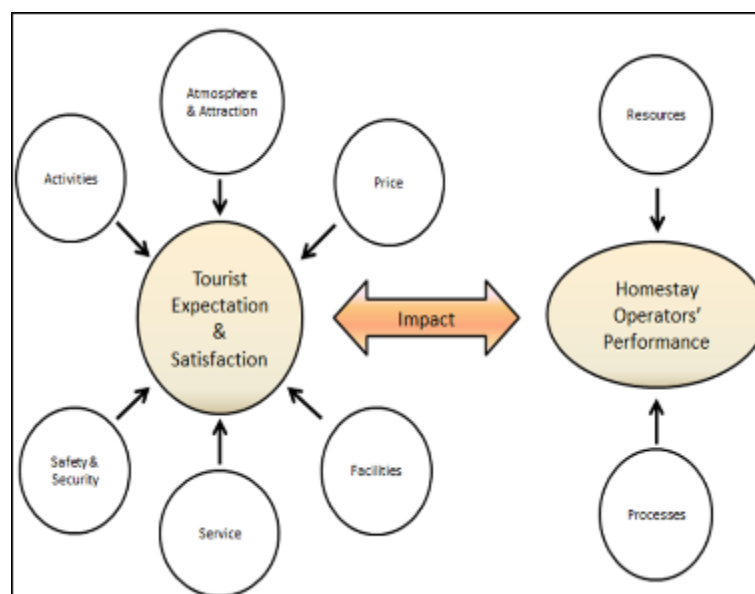 Atmosphere
& Attraction
Resources
Activities
Price
Tourist
Expectation
&
Satisfaction
Impact
Homestay
Operators'
Performance
Safety &
Security
Facilities
Service
Processes